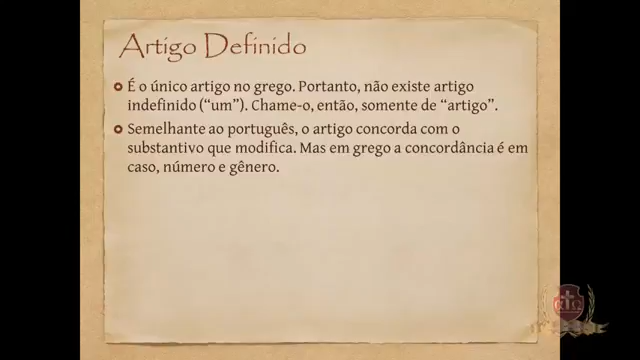 Artigo Definido
É o único artigo no grego. Portanto, não existe artigo
indefinido (“um”). Chame-o, então, somente de “artigo”.
Semelhante ao português, o artigo concorda com o
substantivo que modifica. Mas em grego a concordância é em
caso, número e gênero.